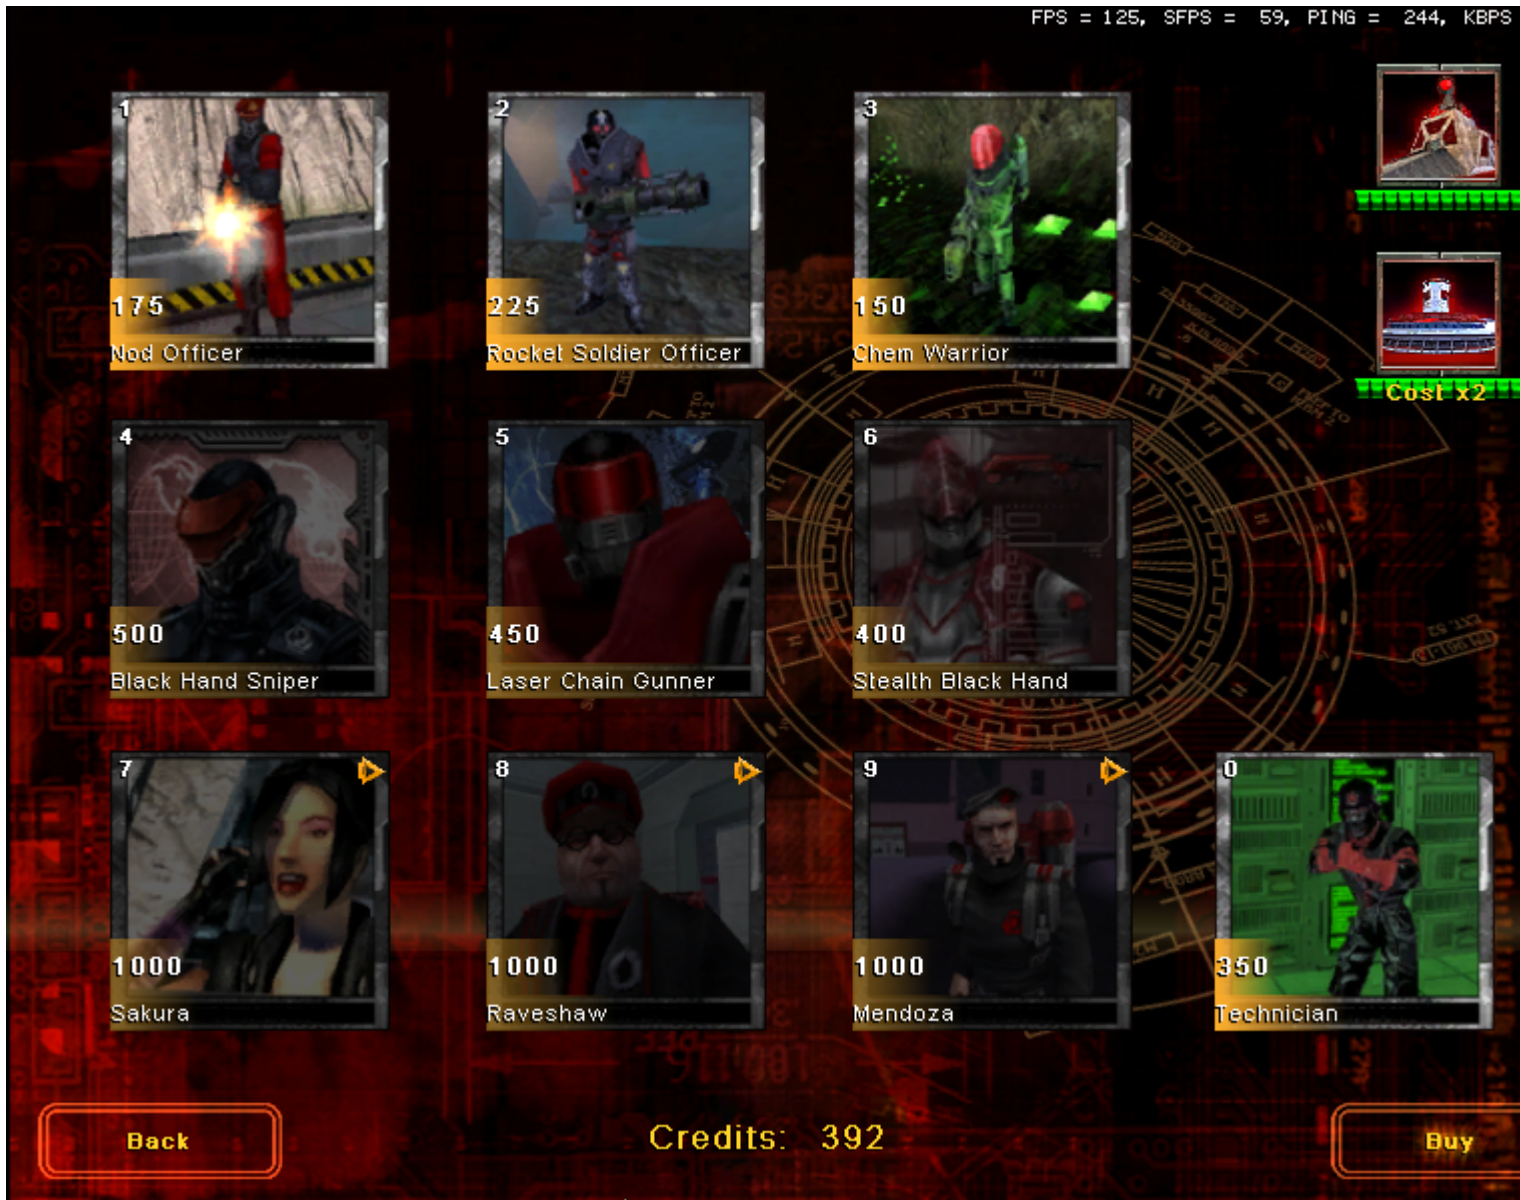 FPS = 125, SFPS = 59, PING = 244, KBPS
1
175
Nod Officer
2
225
Rocket Soldier Officer
3
150
Chem Warrior
Cost x2
4
500
Black Hand Sniper
5
450
Laser Chain Gunner
6
400
Stealth Black Hand
7
1000
Sakura
8
1000
Raveshaw
9
1000
Mendoza
0
350
Technician
Back
Credits: 392
Buy